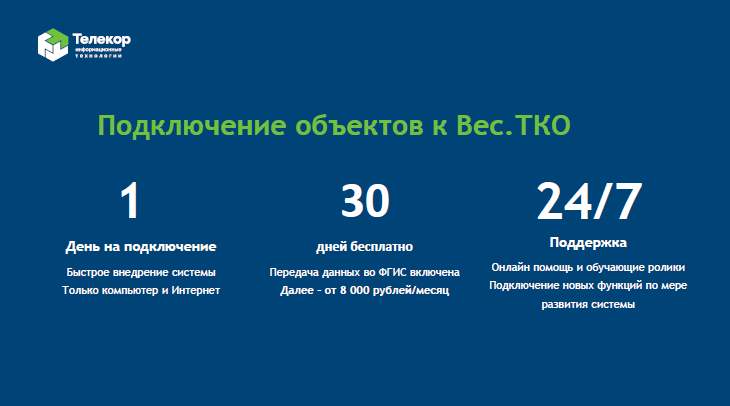 Телекор
информационные
технологии
Подключение объектов к Вес.ТКО
1
День на подключение
Быстрое внедрение системы
Только компьютер и Интернет
30
дней бесплатно
Передача данных во ФГИС включена
Далее - от 8 000 рублей/месяц
24/7
Поддержка
Онлайн помощь и обучающие ролики
Подключение новых функций по мере
развития системы